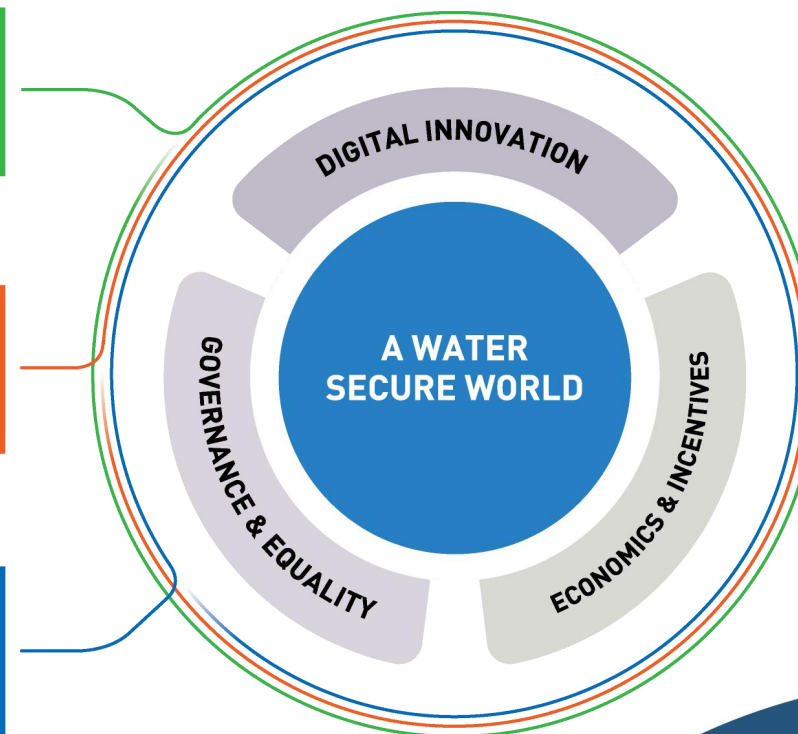 DIGITAL INNOVATION
A WATER
SECURE WORLD
GOVERNANCE & EQUALITY
ECONOMICS & INCENTIVES